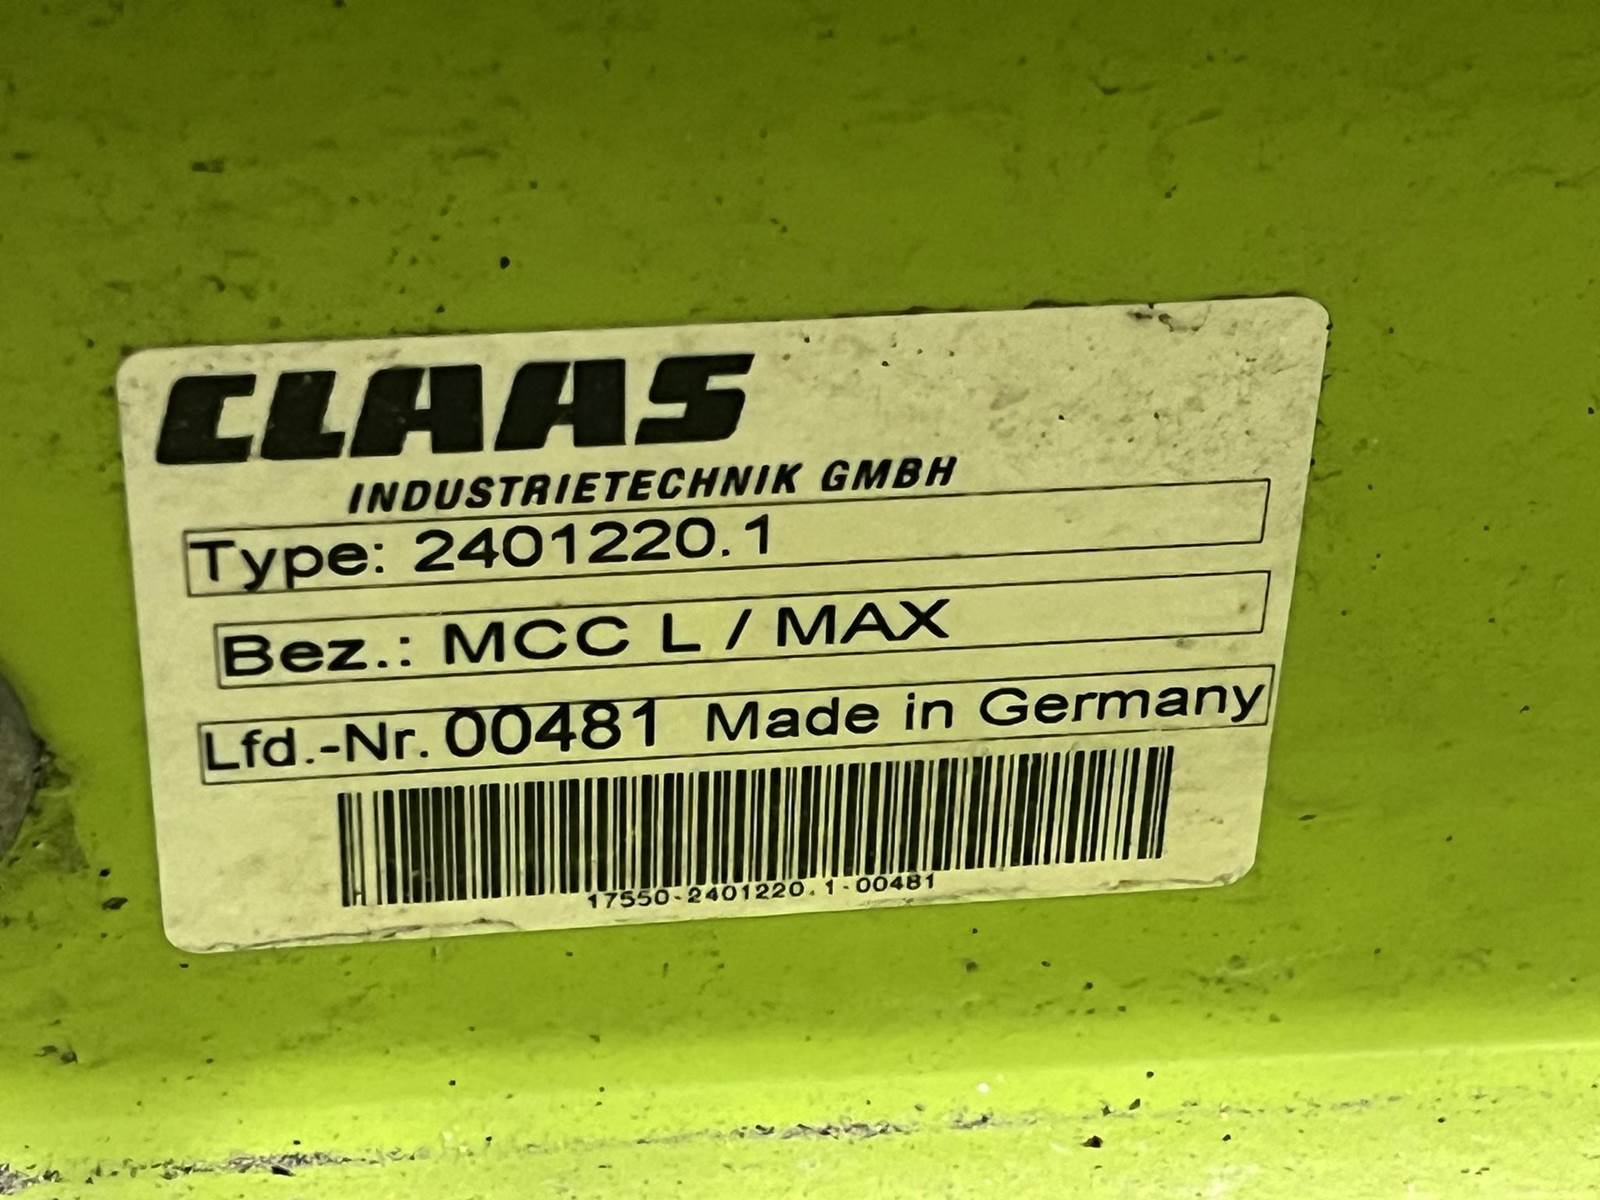 CLAAS
INDUSTRIETECHNIK GMBH
Type: 2401220.1
Bez.: MCC L / MAX
Lfd.-Nr. 00481 Made in Germany
17550-2401220.1-00481